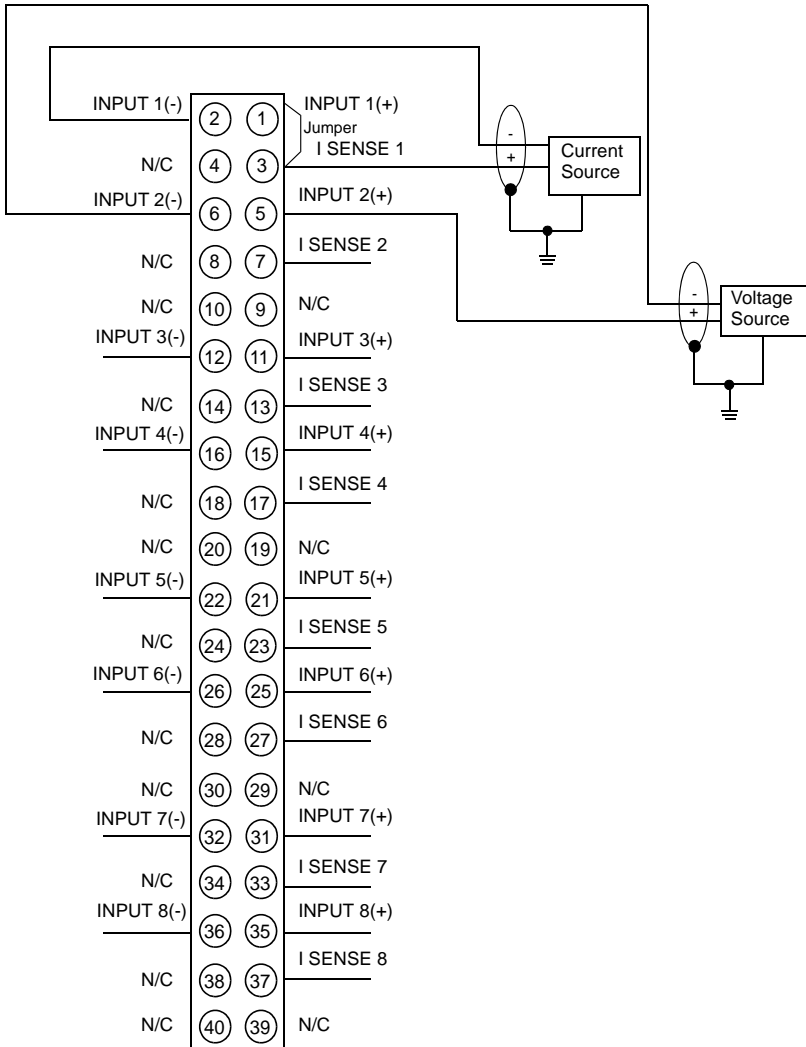 INPUT 1(-) 2 1 INPUT 1(+)
Jumper
N/C 4 3 I SENSE 1
- +
Current
Source
INPUT 2(-) 6 5 INPUT 2(+)
N/C 8 7 I SENSE 2
- +
Voltage
Source
N/C 10 9 N/C
INPUT 3(-) 12 11 INPUT 3(+)
N/C 14 13 I SENSE 3
INPUT 4(-) 16 15 INPUT 4(+)
N/C 18 17 I SENSE 4
N/C 20 19 N/C
INPUT 5(-) 22 21 INPUT 5(+)
N/C 24 23 I SENSE 5
INPUT 6(-) 26 25 INPUT 6(+)
N/C 28 27 I SENSE 6
N/C 30 29 N/C
INPUT 7(-) 32 31 INPUT 7(+)
N/C 34 33 I SENSE 7
INPUT 8(-) 36 35 INPUT 8(+)
N/C 38 37 I SENSE 8
N/C 40 39 N/C